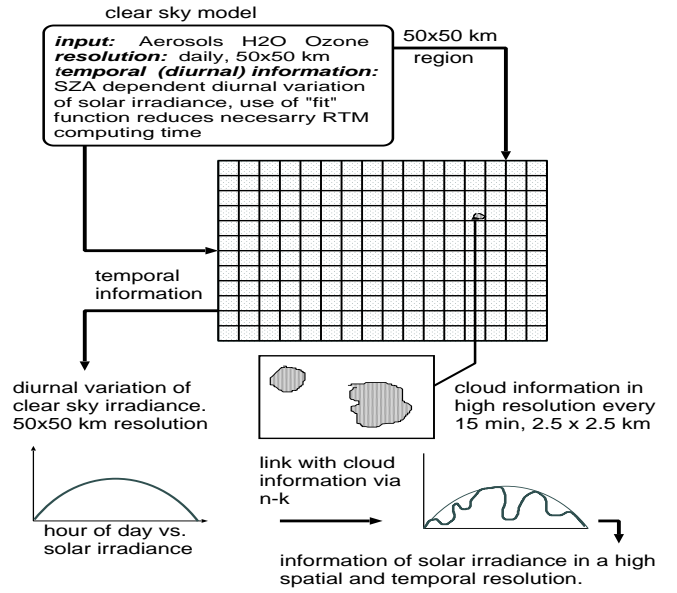 clear sky model
input: Aerosols H2O Ozone
resolution: daily, 50x50 km
temporal (diurnal) information:
SZA dependent diurnal variation
of solar irradiance, use of "fit"
function reduces necesarry RTM
computing time
50x50 km
region
temporal
information
diurnal variation of
clear sky irradiance.
50x50 km resolution
cloud information in
high resolution every
15 min, 2.5 x 2.5 km
link with cloud
information via
n-k
hour of day vs.
solar irradiance
information of solar irradiance in a high
spatial and temporal resolution.